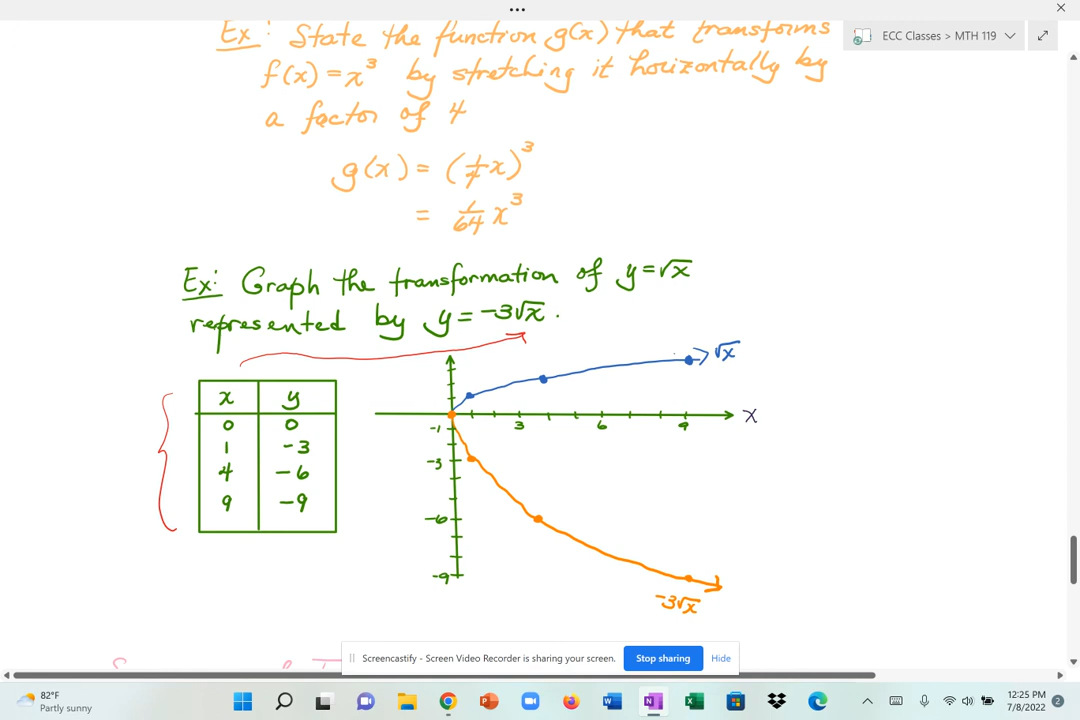 •••
ECC Classes > MTH 119
Ex: State the function g(x) that transforms
f(x) = x³ by stretching it horizontally by
a factor of 4
g(x) = (1/4 x)³
= 1/64 x³
Ex: Graph the transformation of y = √x
represented by y = -3√x .
x y
0 0
1 -3
4 -6
9 -9
√x
x
3 6 9
-1
-3
-6
-9
-3√x
Screencastify - Screen Video Recorder is sharing your screen. Stop sharing Hide
82°F
Partly sunny
12:25 PM
7/8/2022
2